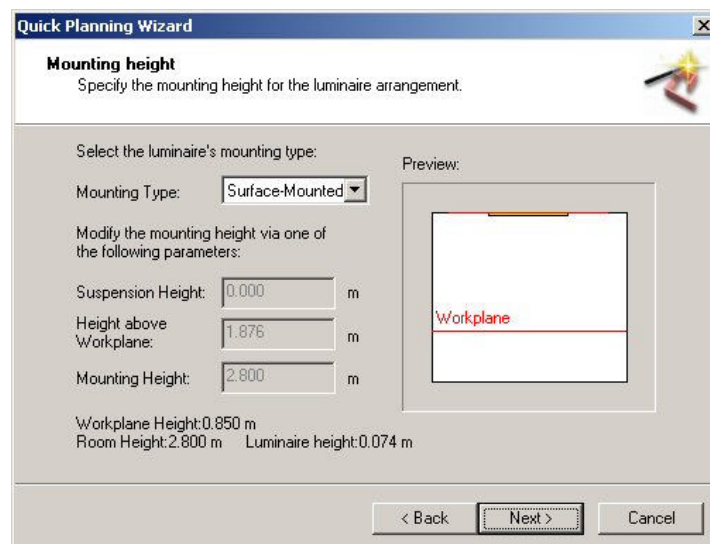 Quick Planning Wizard
Mounting height
Specify the mounting height for the luminaire arrangement.
Select the luminaire's mounting type:
Preview:
Mounting Type: Surface-Mounted
Modify the mounting height via one of
the following parameters:
Suspension Height: 0.000 m
Height above
Workplane: 1.876 m
Workplane
Mounting Height: 2.800 m
Workplane Height:0.850 m
Room Height:2.800 m Luminaire height:0.074 m
< Back Next > Cancel